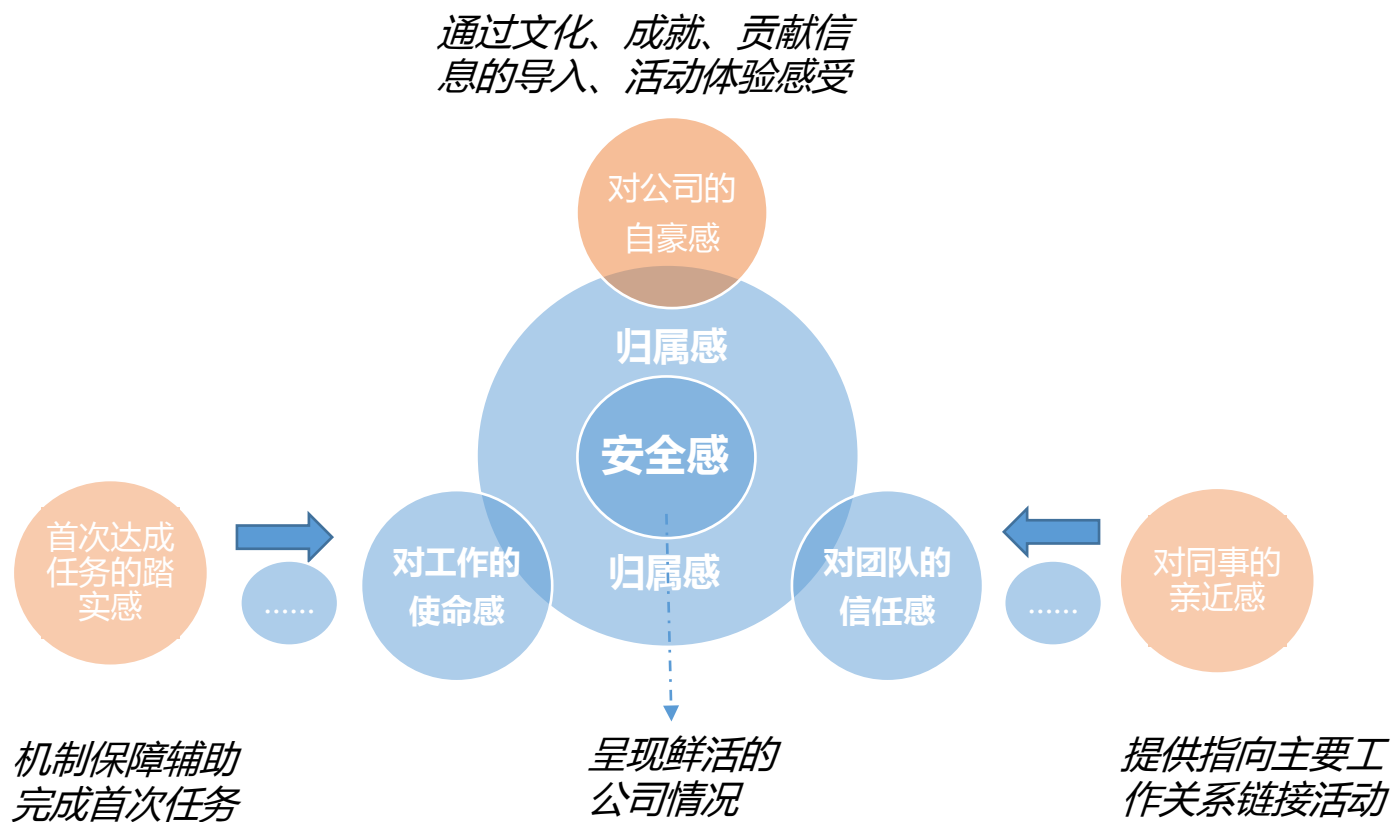 通过文化、成就、贡献信
息的导入、活动体验感受
对公司的
自豪感
归属感
安全感
归属感
首次达成
任务的踏
实感
......
对工作的
使命感
对团队的
信任感
......
对同事的
亲近感
机制保障辅助
完成首次任务
呈现鲜活的
公司情况
提供指向主要工
作关系链接活动